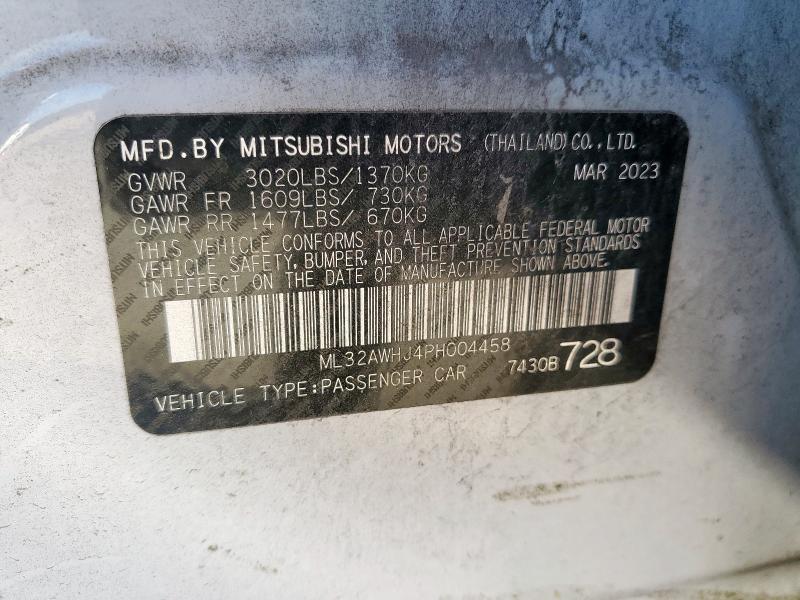 MFD.BY MITSUBISHI MOTORS (THAILAND) CO., LTD.
GVWR 3020LBS/1370KG MAR 2023
GAWR FR 1609LBS/ 730KG
GAWR RR 1477LBS/ 670KG
THIS VEHICLE CONFORMS TO ALL APPLICABLE FEDERAL MOTOR
VEHICLE SAFETY, BUMPER, AND THEFT PREVENTION STANDARDS
IN EFFECT ON THE DATE OF MANUFACTURE SHOWN ABOVE.
ML32AWHJ4PH004458
7430B 728
VEHICLE TYPE:PASSENGER CAR